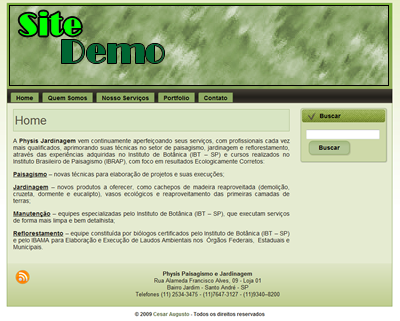 Site
Demo
Home
Quem Somos
Nosso Serviços
Portfolio
Contato
Home
Buscar
Buscar
A Physis Jardinagem vem continuamente aperfeiçoando seus serviços, com profissionais cada vez
mais qualificados, aprimorando suas técnicas no setor de paisagismo, jardinagem e reflorestamento,
através das experiências adquiridas no Instituto de Botânica (IBT – SP) e cursos realizados no
Instituto Brasileiro de Paisagismo (IBRAP), com foco em resultados Ecologicamente Corretos:
Paisagismo – novas técnicas para elaboração de projetos e suas execuções;
Jardinagem – novos produtos a oferecer, como cachepos de madeira reaproveitada (demolição,
cruzeta, dormente e eucalipto), vasos ecológicos e reaproveitamento das primeiras camadas de
terras;
Manutenção – equipes especializadas pelo Instituto de Botânica (IBT – SP), que executam serviços
de forma mais limpa e bem detalhista;
Reflorestamento – equipe constituída por biólogos certificados pelo Instituto de Botânica (IBT – SP)
e pelo IBAMA para Elaboração e Execução de Laudos Ambientais nos Órgãos Federais, Estaduais e
Municipais.
Physis Paisagismo e Jardinagem
Rua Alameda Francisco Alves, 09 - Loja 01
Bairro Jardim - Santo André - SP
Telefones (11) 2534-3475 - (11)7647-3127 - (11)9340–8200
© 2009 Cesar Augusto - Todos os direitos reservados